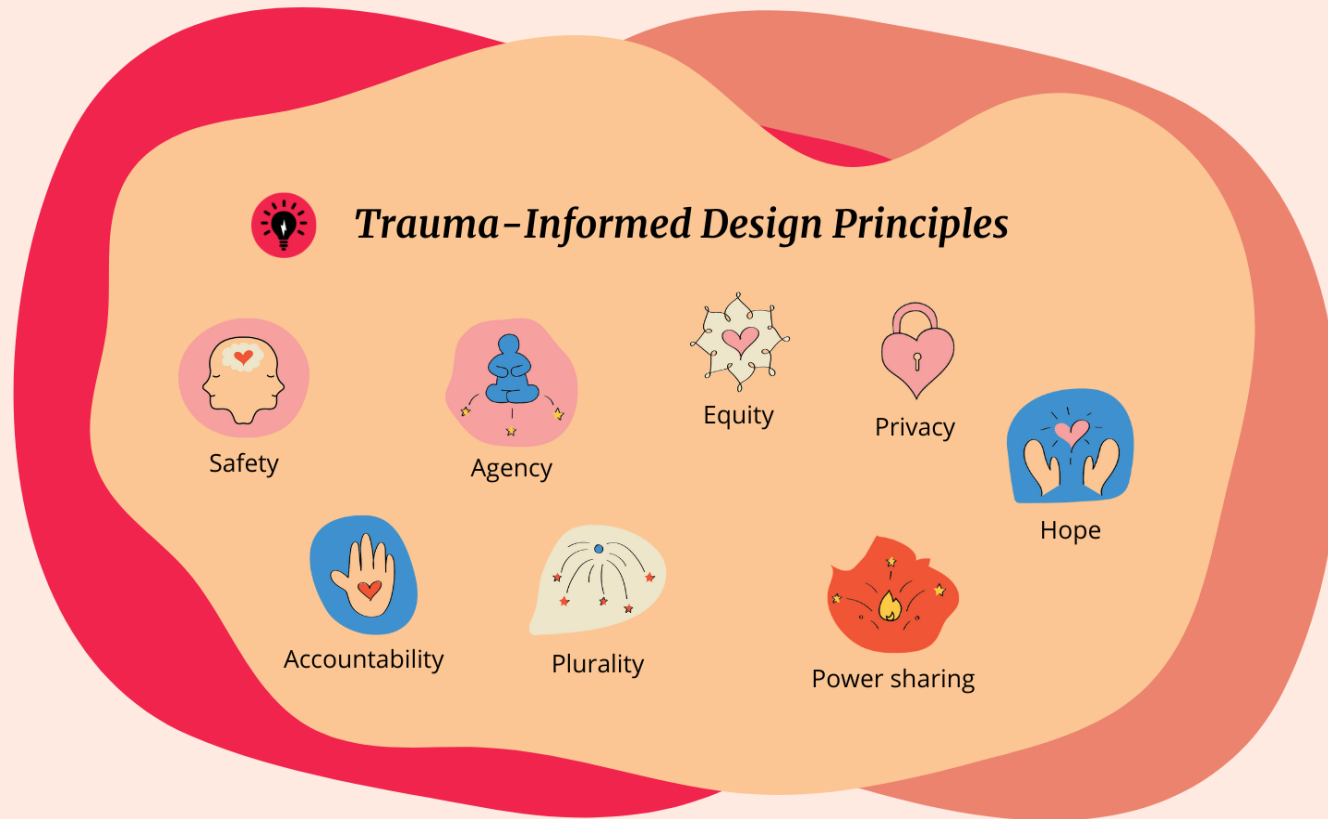 Trauma-Informed Design Principles
Safety
Agency
Equity
Privacy
Hope
Accountability
Plurality
Power sharing